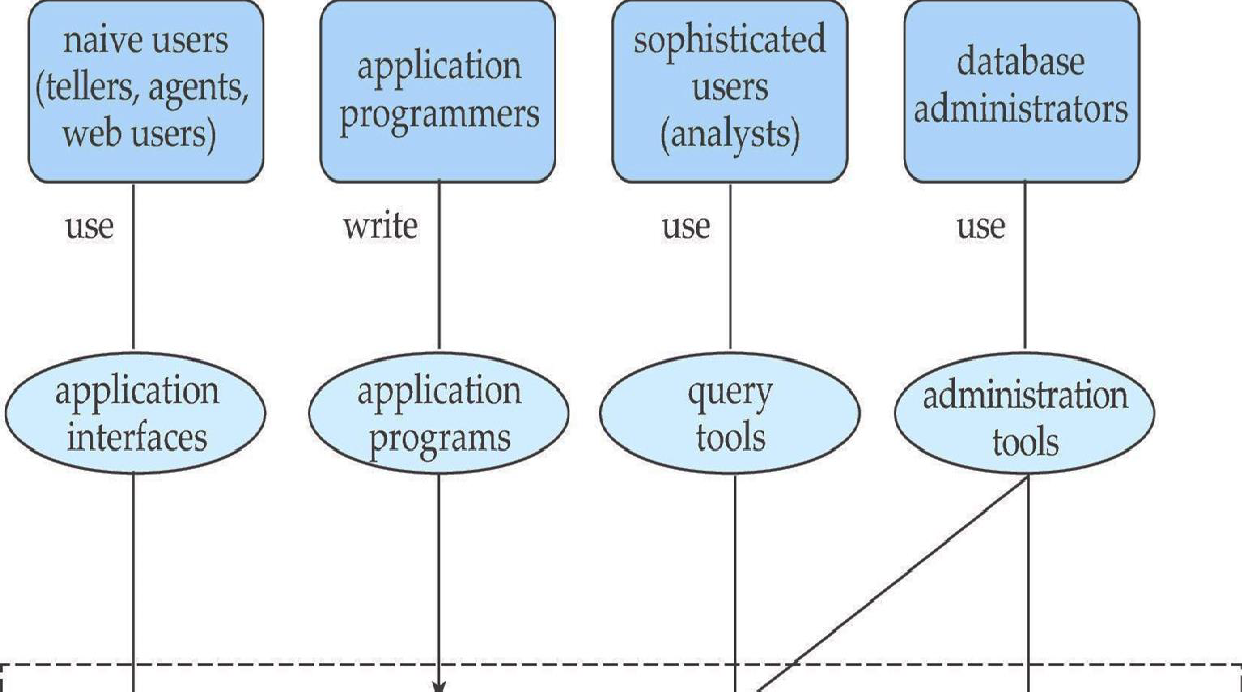 naive users
(tellers, agents,
web users)
application
programmers
sophisticated
users
(analysts)
database
administrators
use
write
use
use
application
interfaces
application
programs
query
tools
administration
tools